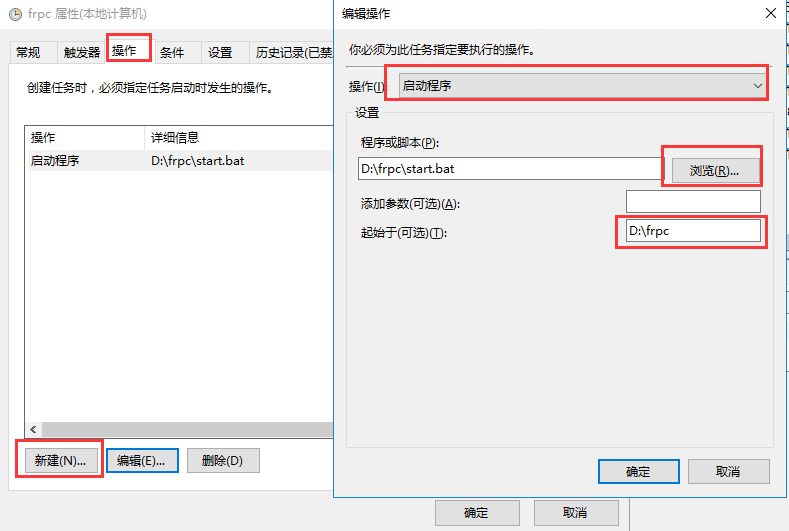 frpc 属性(本地计算机)
常规 触发器 操作 条件 设置 历史记录(已禁
创建任务时，必须指定任务启动时发生的操作。
操作 详细信息
启动程序 D:\frpc\start.bat
新建(N)... 编辑(E)... 删除(D)
确定 取消
编辑操作
你必须为此任务指定要执行的操作。
操作(I): 启动程序
设置
程序或脚本(P):
D:\frpc\start.bat 浏览(R)...
添加参数(可选)(A):
起始于(可选)(T): D:\frpc
确定 取消